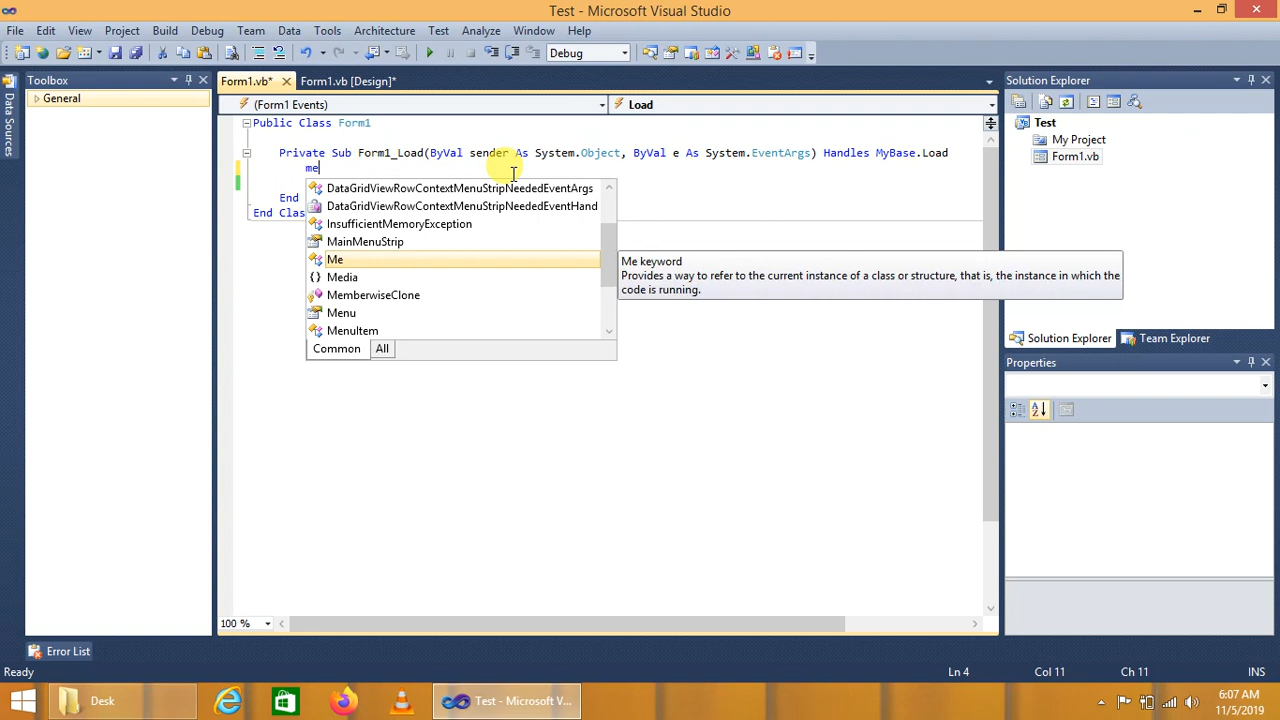 Test - Microsoft Visual Studio
File Edit View Project Build Debug Team Data Tools Architecture Test Analyze Window Help
Debug
Toolbox
General
Data Sources
Form1.vb*
Form1.vb [Design]*
(Form1 Events)
Load
Public Class Form1
Private Sub Form1_Load(ByVal sender As System.Object, ByVal e As System.EventArgs) Handles MyBase.Load
me
End
End Clas
DataGridViewRowContextMenuStripNeededEventArgs
DataGridViewRowContextMenuStripNeededEventHand
InsufficientMemoryException
MainMenuStrip
Me
{} Media
MemberwiseClone
Menu
MenuItem
Common All
Me keyword
Provides a way to refer to the current instance of a class or structure, that is, the instance in which the
code is running.
100 %
Solution Explorer
Test
My Project
Form1.vb
Solution Explorer Team Explorer
Properties
Error List
Ready Ln 4 Col 11 Ch 11 INS
Desk
Test - Microsoft V...
6:07 AM
11/5/2019